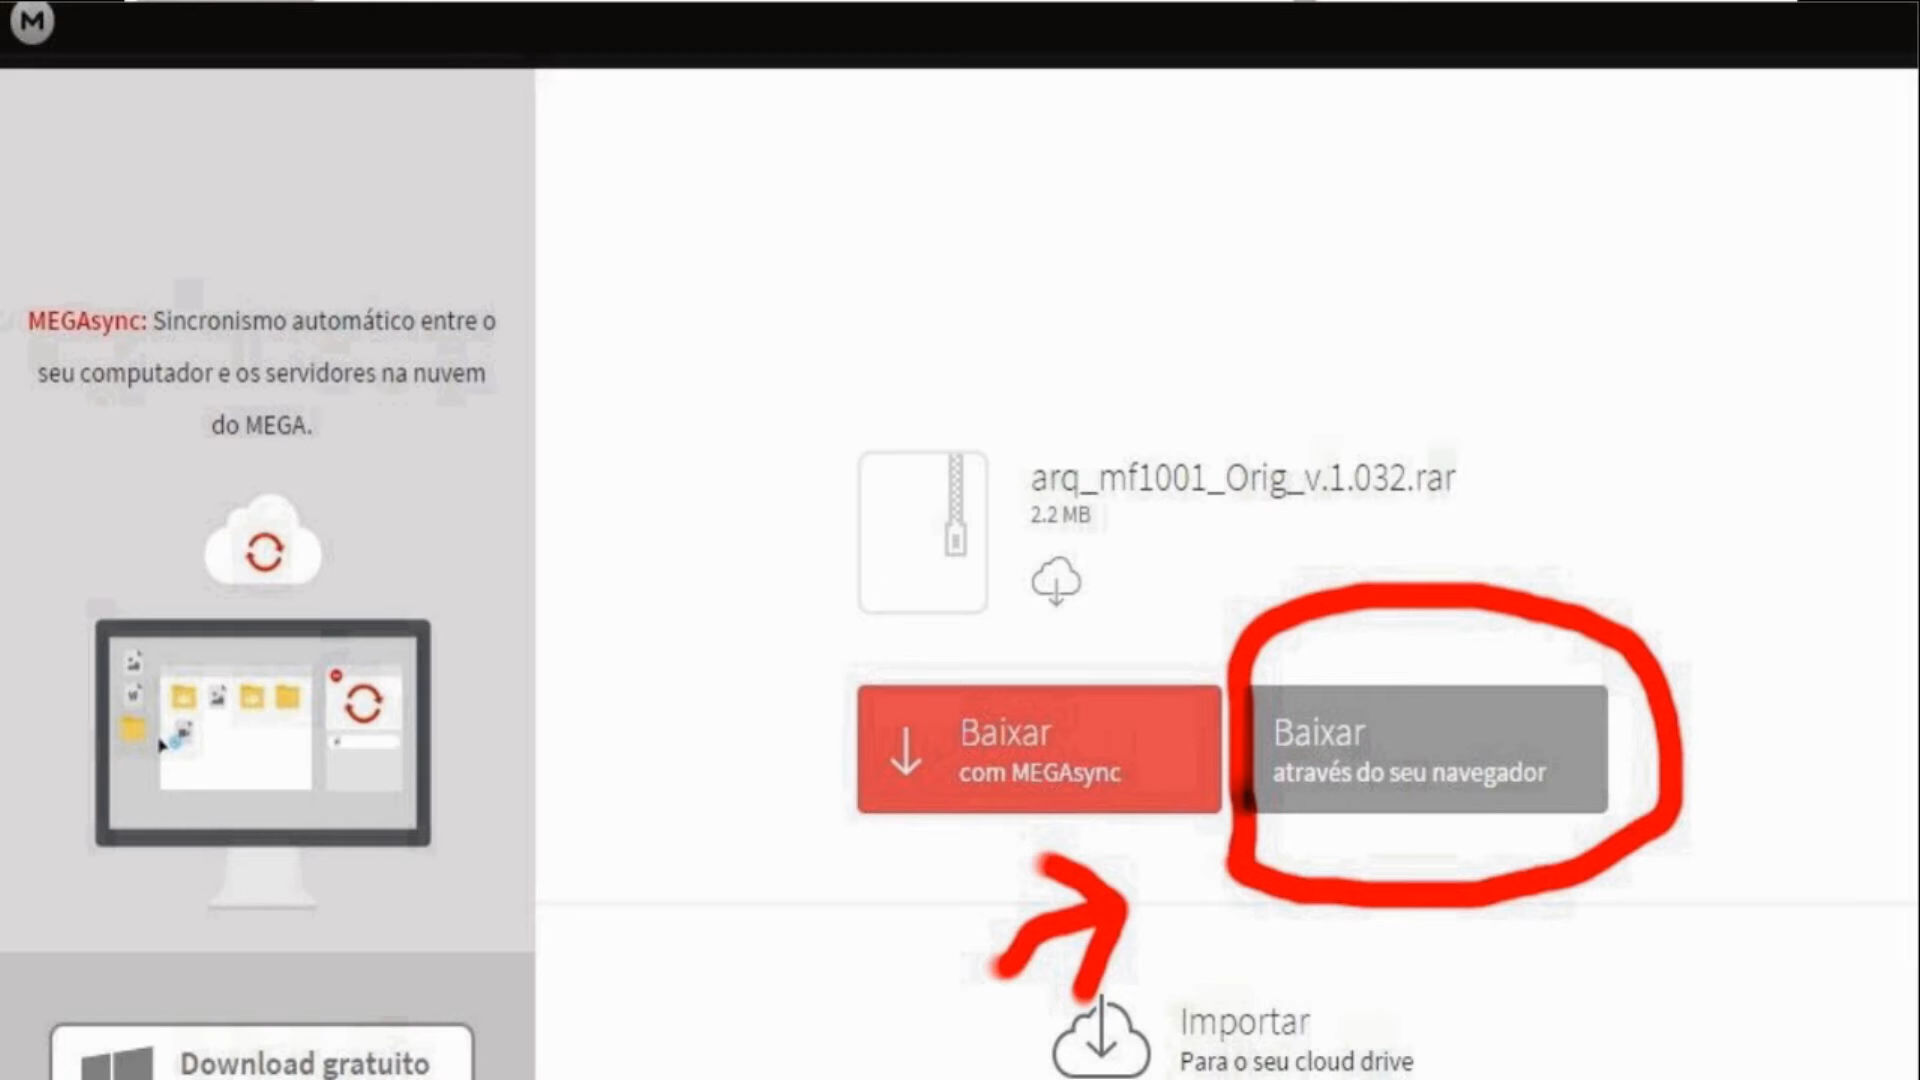 M
MEGAsync: Sincronismo automático entre o
seu computador e os servidores na nuvem
do MEGA.
Download gratuito
arq_mf1001_Orig_v.1.032.rar
2.2 MB
Baixar
com MEGAsync
Baixar
através do seu navegador
Importar
Para o seu cloud drive